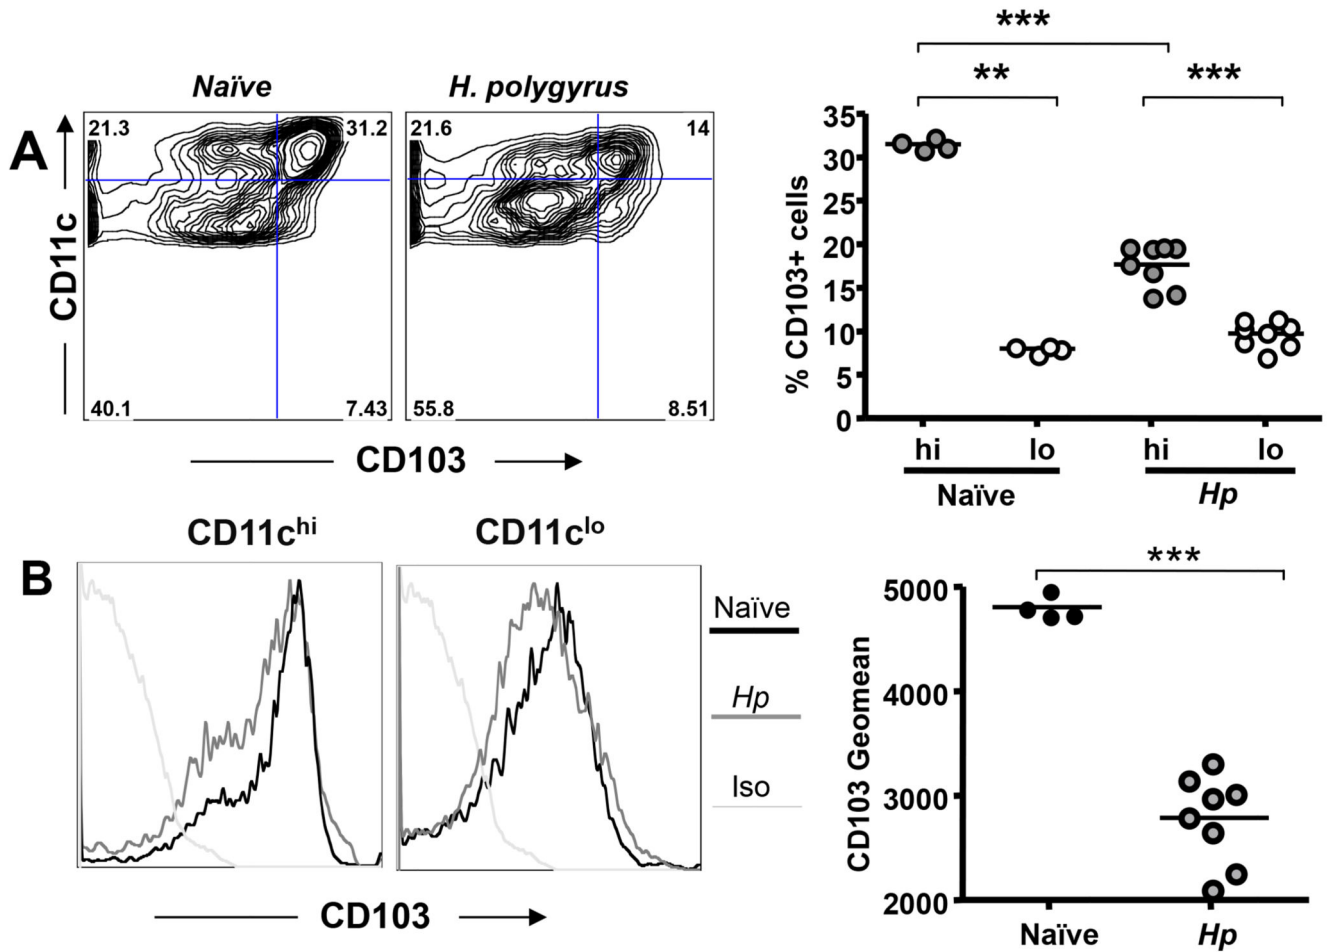 A
Naïve
H. polygyrus
21.3
31.2
21.6
14
40.1
7.43
55.8
8.51
CD11c
CD103
***
**
***
% CD103+ cells
35
30
25
20
15
10
5
0
hi
lo
hi
lo
Naïve
Hp
B
CD11chi
CD11clo
Naïve
Hp
Iso
CD103
***
CD103 Geomean
5000
4000
3000
2000
Naïve
Hp